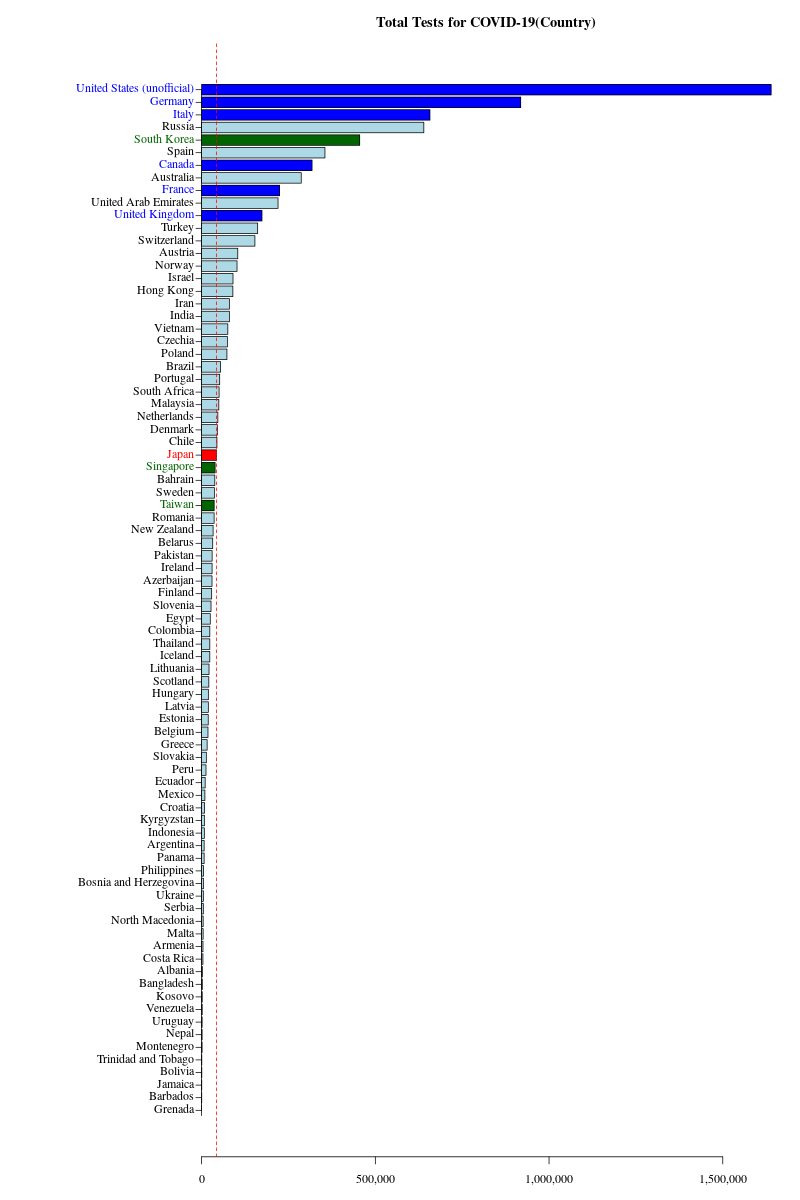 Total Tests for COVID-19(Country)
United States (unofficial)
Germany
Italy
Russia
South Korea
Spain
Canada
Australia
France
United Arab Emirates
United Kingdom
Turkey
Switzerland
Austria
Norway
Israel
Hong Kong
Iran
India
Vietnam
Czechia
Poland
Brazil
Portugal
South Africa
Malaysia
Netherlands
Denmark
Chile
Japan
Singapore
Bahrain
Sweden
Taiwan
Romania
New Zealand
Belarus
Pakistan
Ireland
Azerbaijan
Finland
Slovenia
Egypt
Colombia
Thailand
Iceland
Lithuania
Scotland
Hungary
Latvia
Estonia
Belgium
Greece
Slovakia
Peru
Ecuador
Mexico
Croatia
Kyrgyzstan
Indonesia
Argentina
Panama
Philippines
Bosnia and Herzegovina
Ukraine
Serbia
North Macedonia
Malta
Armenia
Costa Rica
Albania
Bangladesh
Kosovo
Venezuela
Uruguay
Nepal
Montenegro
Trinidad and Tobago
Bolivia
Jamaica
Barbados
Grenada
0 500,000 1,000,000 1,500,000